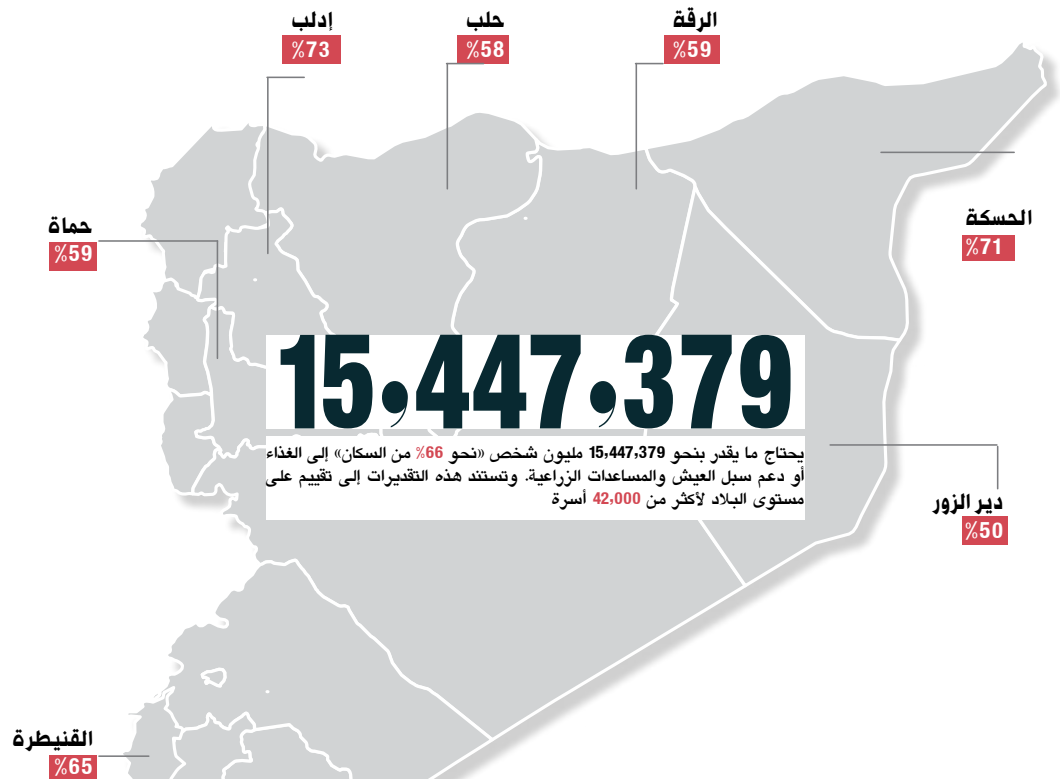 الرقة
%59
حلب
%58
إدلب
%73
الحسكة
%71
حماة
%59
15,447,379
يحتاج ما يقدر بنحو 15,447,379 مليون شخص «نحو 66% من السكان» إلى الغذاء
أو دعم سبل العيش والمساعدات الزراعية. وتستند هذه التقديرات إلى تقييم على
مستوى البلاد لأكثر من 42,000 أسرة
دير الزور
%50
القنيطرة
%65